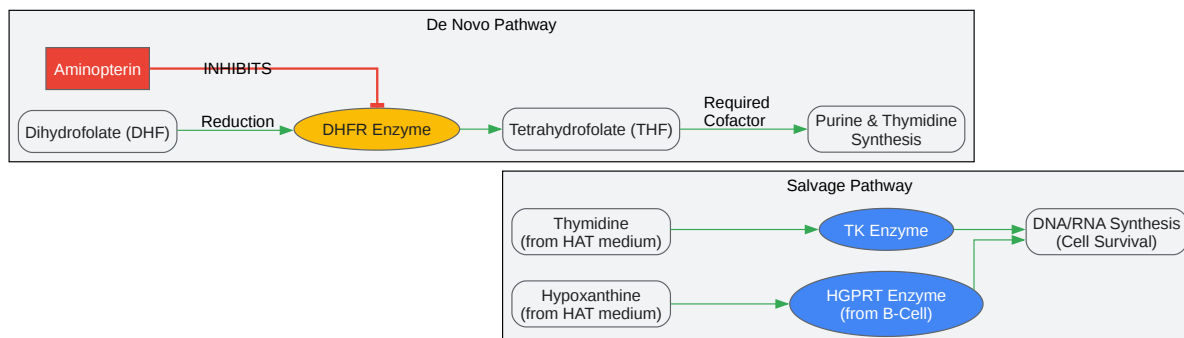 De Novo Pathway
Aminopterin
INHIBITS
Dihydrofolate (DHF)
Reduction
DHFR Enzyme
Tetrahydrofolate (THF)
Required
Cofactor
Purine & Thymidine
Synthesis
Salvage Pathway
Thymidine
(from HAT medium)
TK Enzyme
DNA/RNA Synthesis
(Cell Survival)
Hypoxanthine
(from HAT medium)
HGPRT Enzyme
(from B-Cell)